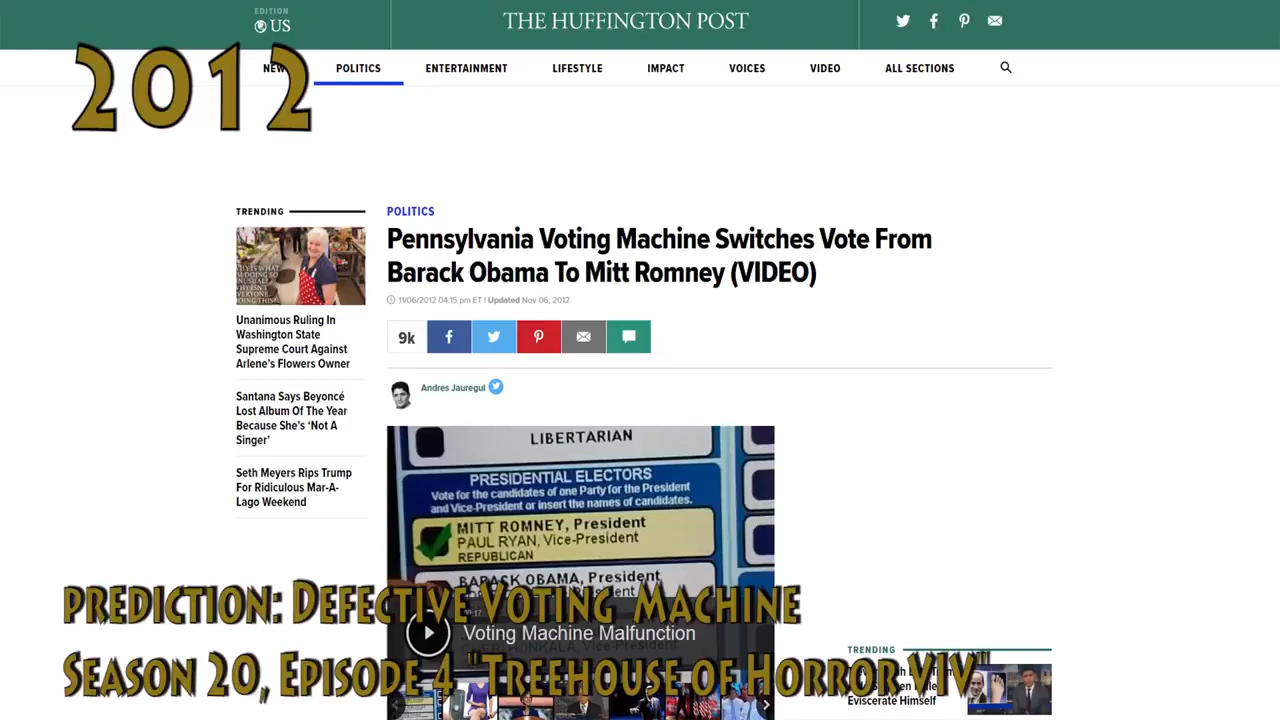 EDITION
US
THE HUFFINGTON POST
2012
NEW
POLITICS
ENTERTAINMENT
LIFESTYLE
IMPACT
VOICES
VIDEO
ALL SECTIONS
TRENDING
Unanimous Ruling In
Washington State
Supreme Court Against
Arlene's Flowers Owner
Santana Says Beyoncé
Lost Album Of The Year
Because She's 'Not A
Singer'
Seth Meyers Rips Trump
For Ridiculous Mar-A-
Lago Weekend
POLITICS
Pennsylvania Voting Machine Switches Vote From
Barack Obama To Mitt Romney (VIDEO)
11/06/2012 04:15 pm ET | Updated Nov 06, 2012
9k
Andres Jauregui
LIBERTARIAN
PRESIDENTIAL ELECTORS
Vote for the candidates of one Party for the President
and Vice-President or insert the names of candidates.
MITT ROMNEY, President
PAUL RYAN, Vice-President
REPUBLICAN
BARACK OBAMA, President
Voting Machine Malfunction
PREDICTION: DEFECTIVE VOTING MACHINE
SEASON 20, EPISODE 4 "TREEHOUSE OF HORROR VIV"
TRENDING
Eviscerate Himself